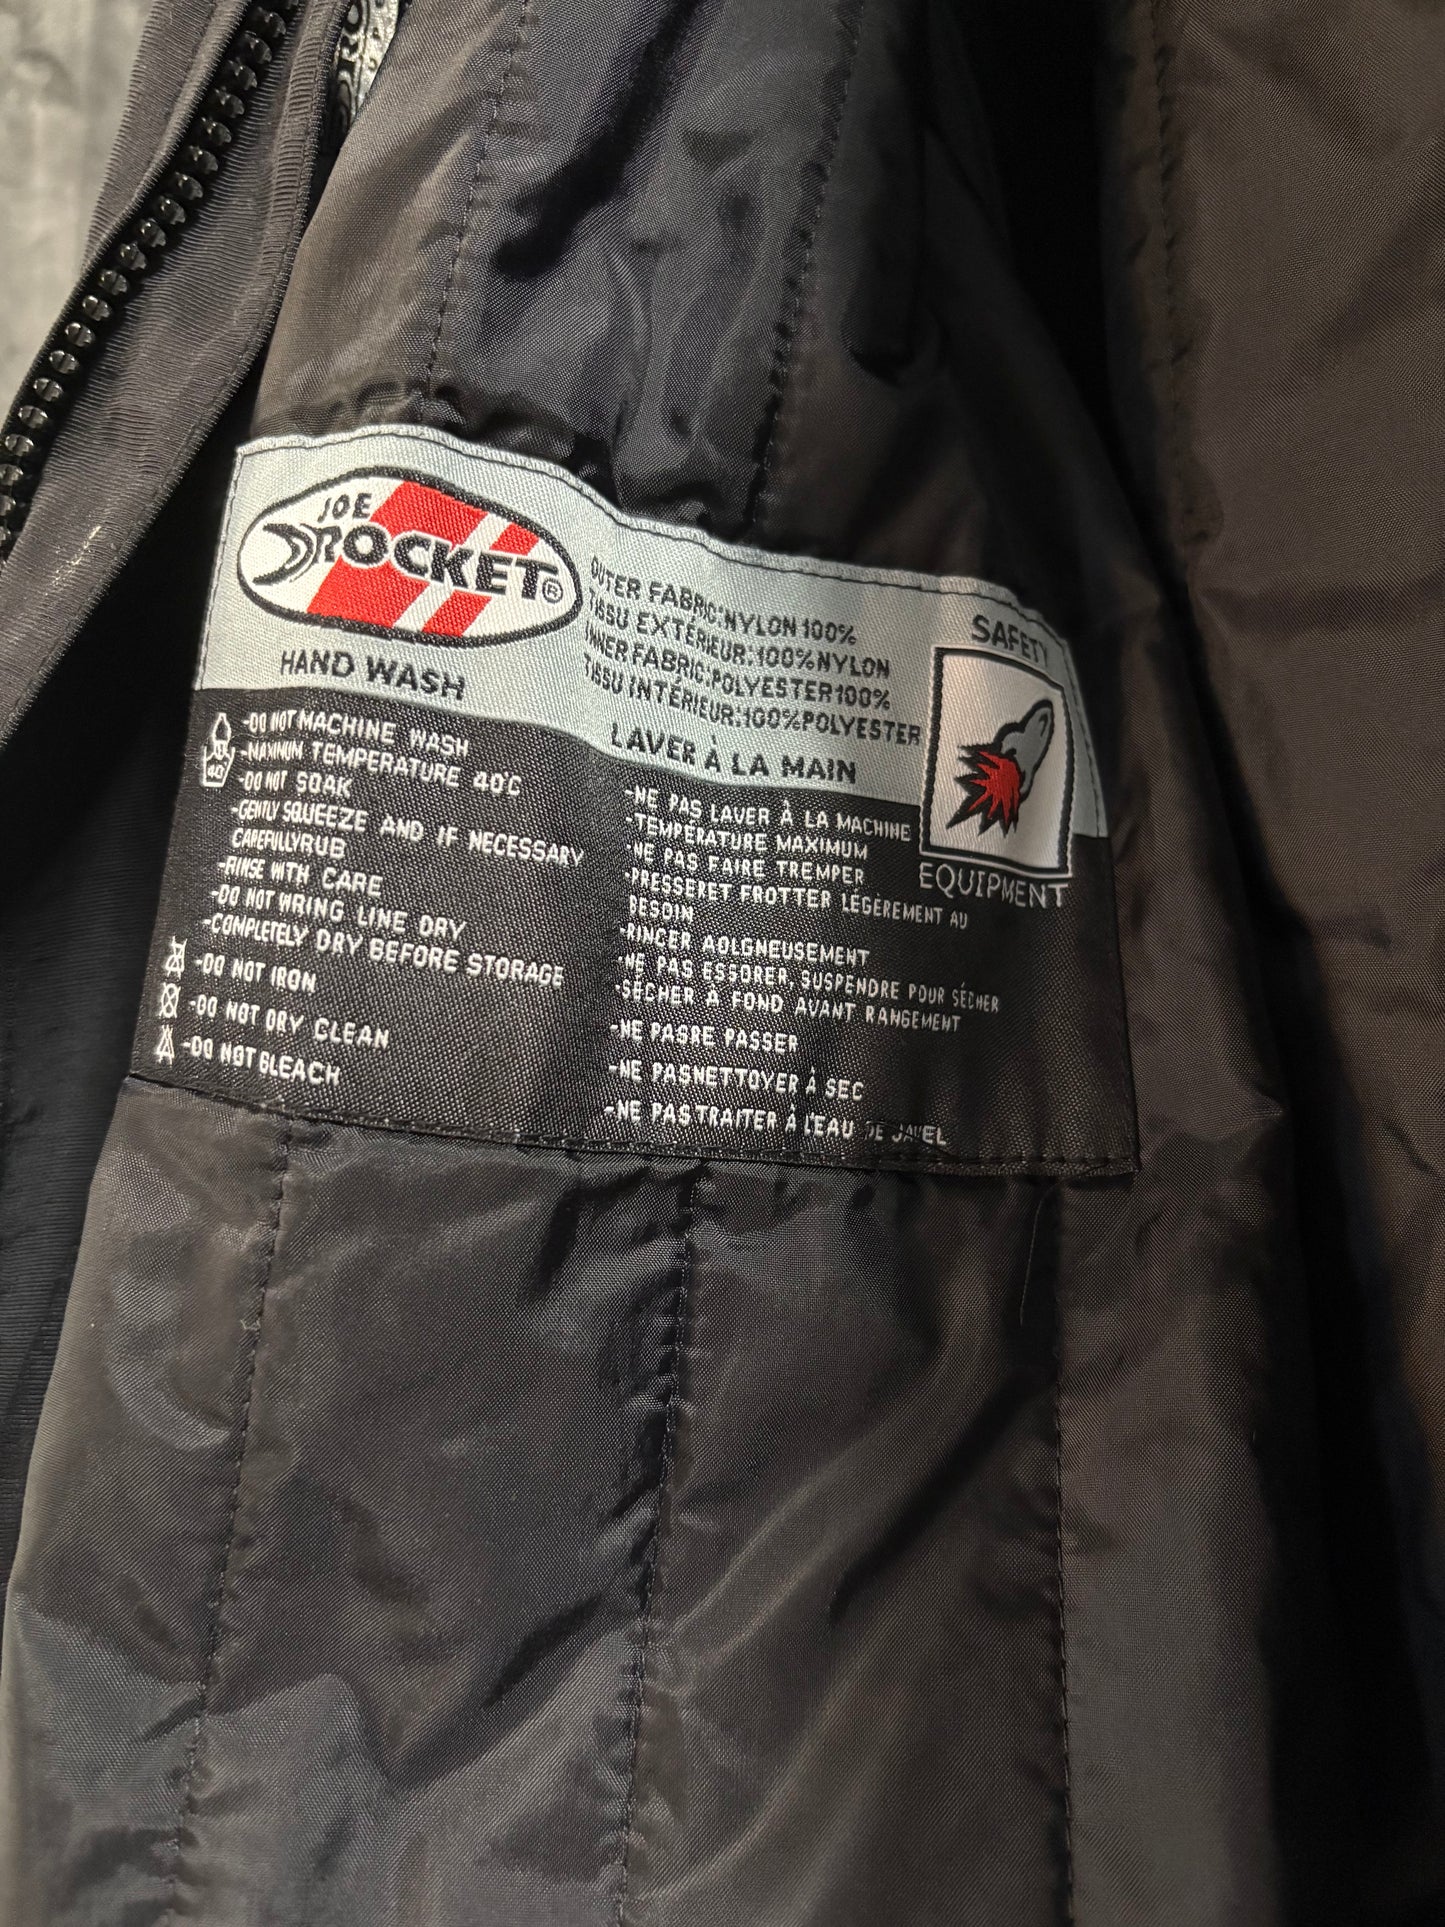 JOE
ROCKET®
HAND WASH
OUTER FABRIC:NYLON 100%
TISSU EXTÉRIEUR:100%NYLON
INNER FABRIC:POLYESTER100%
TISSU INTÉRIEUR:100%POLYESTER
LAVER À LA MAIN
SAFETY
EQUIPMENT
40
-DO NOT MACHINE WASH
-MAXIMUM TEMPERATURE 40°C
-DO NOT SOAK
-GENTLY SQUEEZE AND IF NECESSARY
CAREFULLYRUB
-RINSE WITH CARE
-DO NOT WRING LINE DRY
-COMPLETELY DRY BEFORE STORAGE
-DO NOT IRON
-DO NOT DRY CLEAN
-DO NOT BLEACH
-NE PAS LAVER À LA MACHINE
-TEMPÉRATURE MAXIMUM
-NE PAS FAIRE TREMPER
-PRESSERET FROTTER LÉGÈREMENT AU
BESOIN
-RINCER AOLGNEUSEMENT
-NE PAS ESSORER, SUSPENDRE POUR SÉCHER
-SÉCHER À FOND AVANT RANGEMENT
-NE PASRE PASSER
-NE PASNETTOYER À SEC
-NE PAS TRAITER À L'EAU DE JAVEL